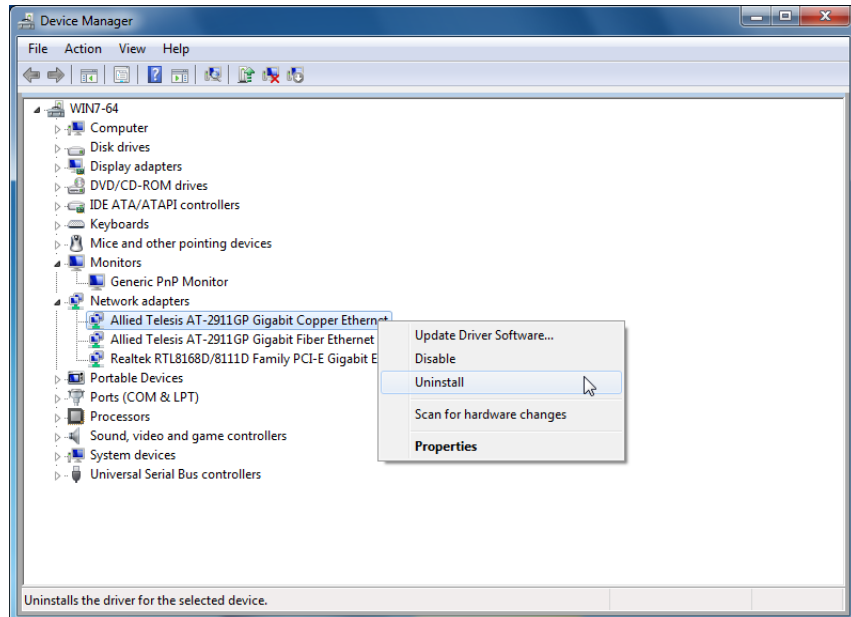 Device Manager
File Action View Help
WIN7-64
Computer
Disk drives
Display adapters
DVD/CD-ROM drives
IDE ATA/ATAPI controllers
Keyboards
Mice and other pointing devices
Monitors
Generic PnP Monitor
Network adapters
Allied Telesis AT-2911GP Gigabit Copper Ethernet
Allied Telesis AT-2911GP Gigabit Fiber Ethernet
Realtek RTL8168D/8111D Family PCI-E Gigabit E
Portable Devices
Ports (COM & LPT)
Processors
Sound, video and game controllers
System devices
Universal Serial Bus controllers
Update Driver Software...
Disable
Uninstall
Scan for hardware changes
Properties
Uninstalls the driver for the selected device.